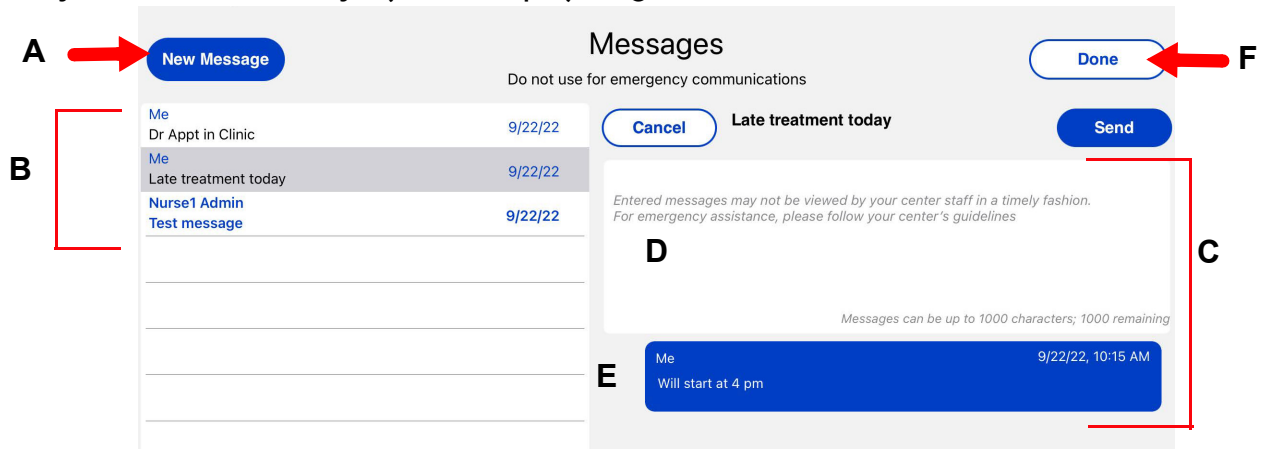 A
New Message
Messages
Do not use for emergency communications
Done
F
B
Me
Dr Appt in Clinic
9/22/22
Me
Late treatment today
9/22/22
Nurse1 Admin
Test message
9/22/22
Cancel
Late treatment today
Send
Entered messages may not be viewed by your center staff in a timely fashion.
For emergency assistance, please follow your center's guidelines
D
C
Messages can be up to 1000 characters; 1000 remaining
E
Me
9/22/22, 10:15 AM
Will start at 4 pm